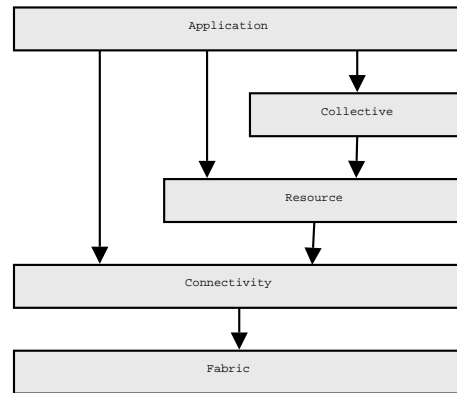 Application
Collective
Resource
Connectivity
Fabric